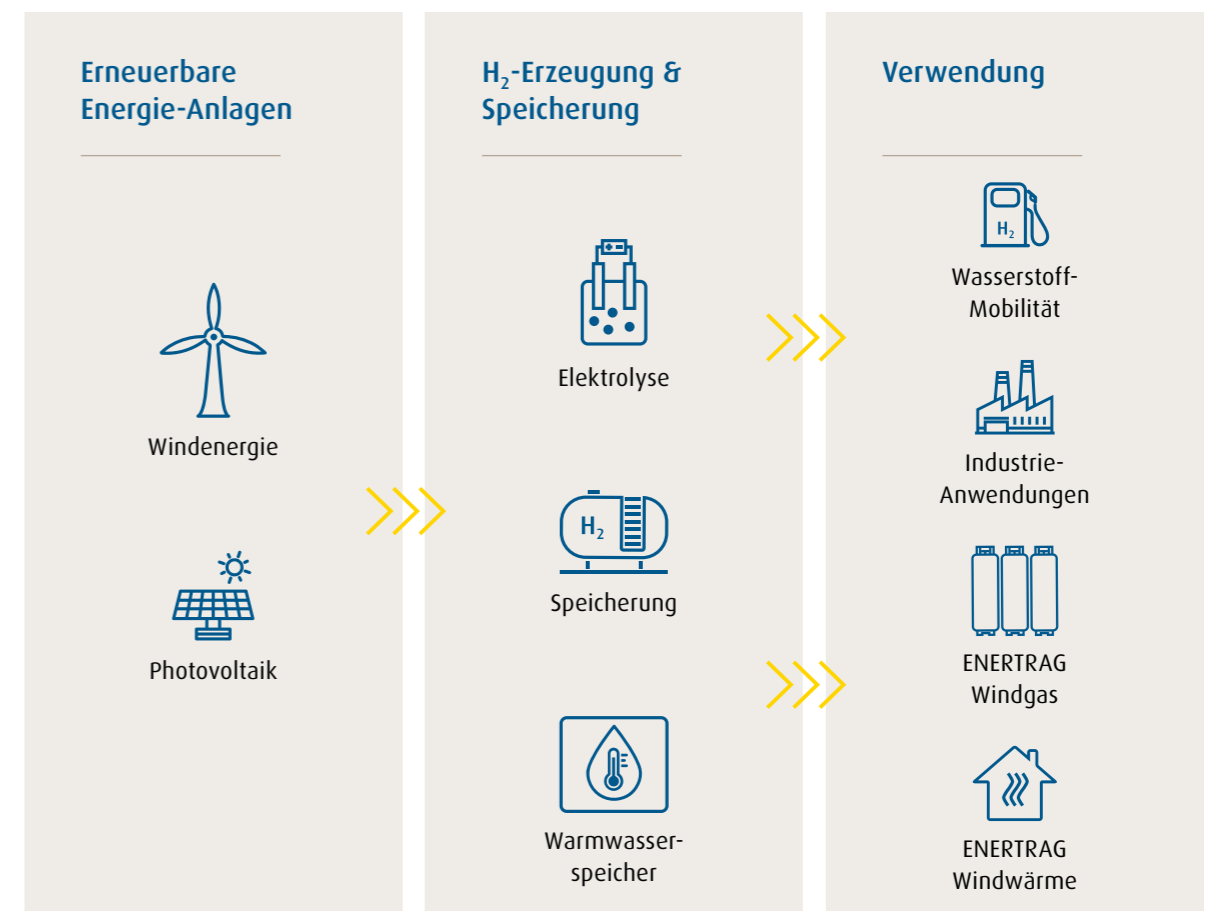 Erneuerbare
Energie-Anlagen
Windenergie
Photovoltaik
H₂-Erzeugung &
Speicherung
Elektrolyse
H₂
Speicherung
Warmwasser-
speicher
Verwendung
H₂
Wasserstoff-
Mobilität
Industrie-
Anwendungen
ENERTRAG
Windgas
ENERTRAG
Windwärme